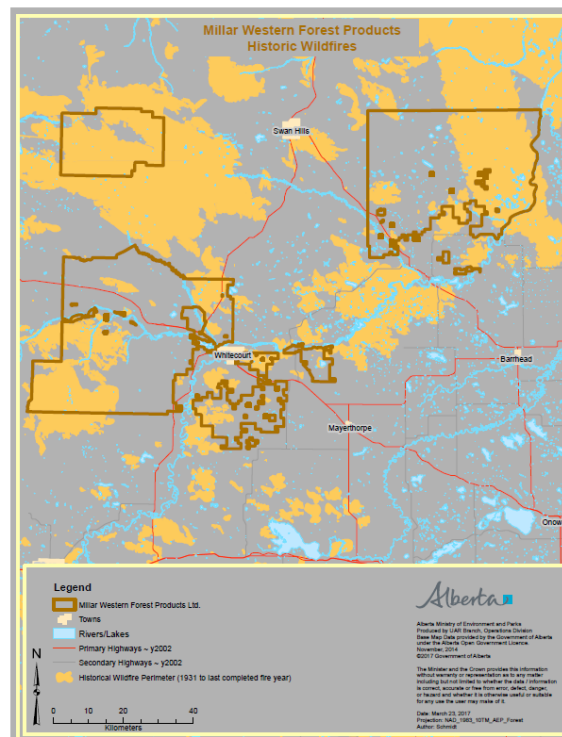 Millar Western Forest Products
Historic Wildfires
Swan Hills
Whitecourt
Barrhead
Mayerthorpe
Onow
Legend
Millar Western Forest Products Ltd.
Towns
Rivers/Lakes
Primary Highways ~ y2002
Secondary Highways ~ y2002
Historical Wildfire Perimeter (1931 to last completed fire year)
N
0 10 20 40
Kilometers
Alberta
Alberta Ministry of Environment and Parks
Produced by UAR Branch, Operations Division
Base Map Data provided by the Government of Alberta
under the Alberta Open Government Licence.
November, 2014
©2017 Government of Alberta
The Minister and the Crown provides this information
without warranty or representation as to any matter
including but not limited to whether the data / information
is correct, accurate or free from error, defect, danger,
or hazard and whether it is otherwise useful or suitable
for any use the user may make of it.
Date: March 23, 2017
Projection: NAD_1983_10TM_AEP_Forest
Author: Schmidt